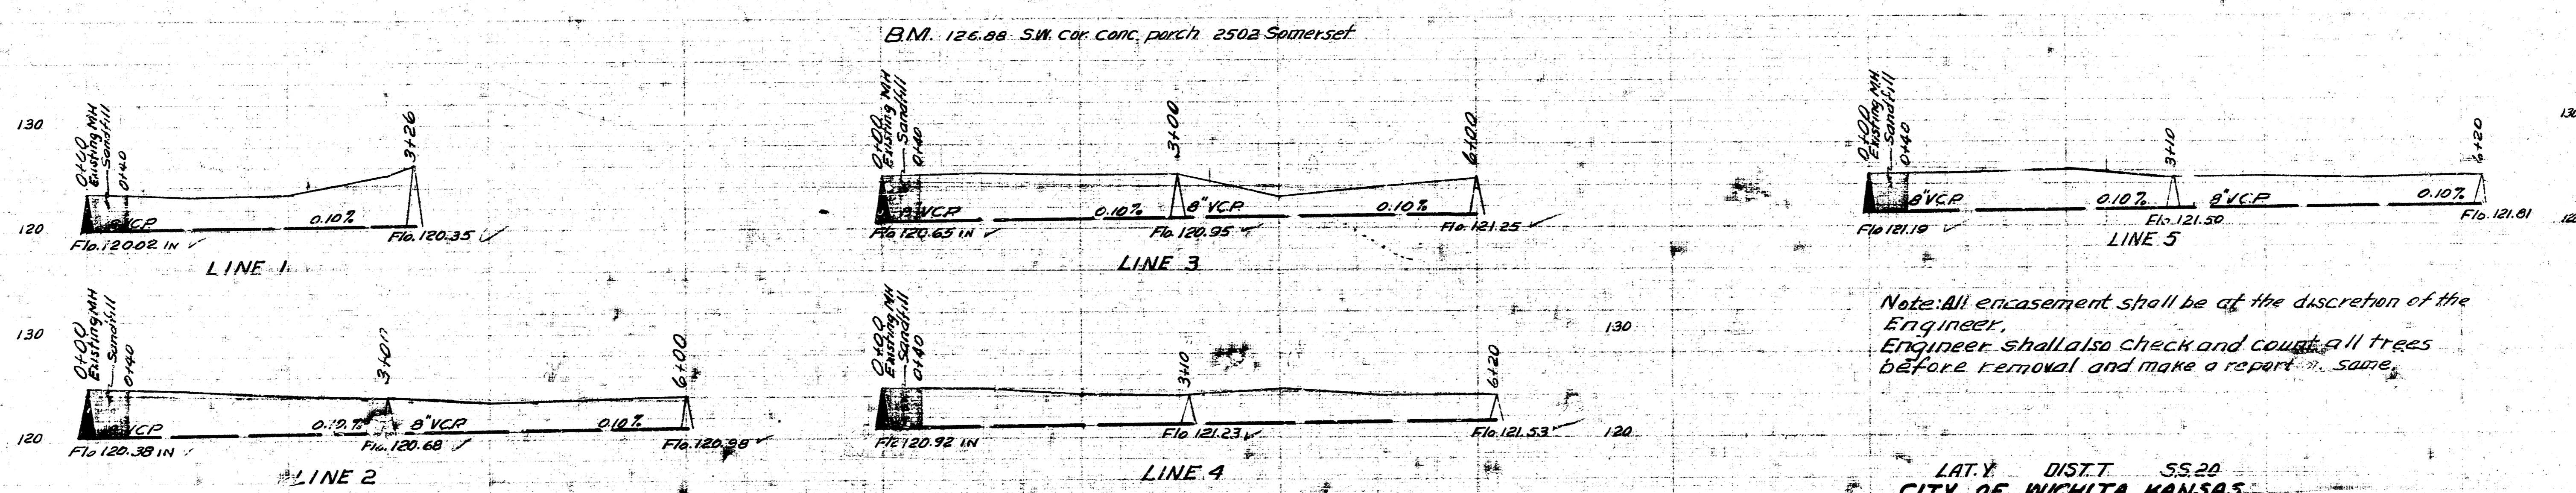 B.M. 126.88 S.W. cor. conc. porch 2502 Somerset
130
0+00
Existing MH
Sandfill
0+40
3+26
8"VCP
0.10%
120
Flo. 120.02 IN ✓
Flo. 120.35 ✓
LINE 1
0+00
Existing MH
Sandfill
0+40
3+00
6+00
8"VCP
0.10%
8"VCP
0.10%
Flo 120.65 IN ✓
Flo. 120.95 ✓
Flo. 121.25 ✓
LINE 3
0+00
Existing MH
Sandfill
0+40
3+10
6+20
130
8"VCP
0.10%
8"VCP
0.10%
Flo 121.19 ✓
Flo. 121.50
Flo. 121.81
LINE 5
130
0+00
Existing MH
Sandfill
0+40
3+00
6+00
VCP
0.10%
8"VCP
0.10%
120
Flo 120.38 IN ✓
Flo. 120.68 ✓
Flo. 120.98 ✓
LINE 2
0+00
Existing MH
Sandfill
0+40
3+10
6+20
130
Flo 120.92 IN
Flo. 121.23 ✓
Flo. 121.53
120
LINE 4
Note: All encasement shall be at the discretion of the
Engineer.
Engineer shall also check and count all trees
before removal and make a report same.
LAT. Y DIST. T S.S. 20
CITY OF WICHITA KANSAS